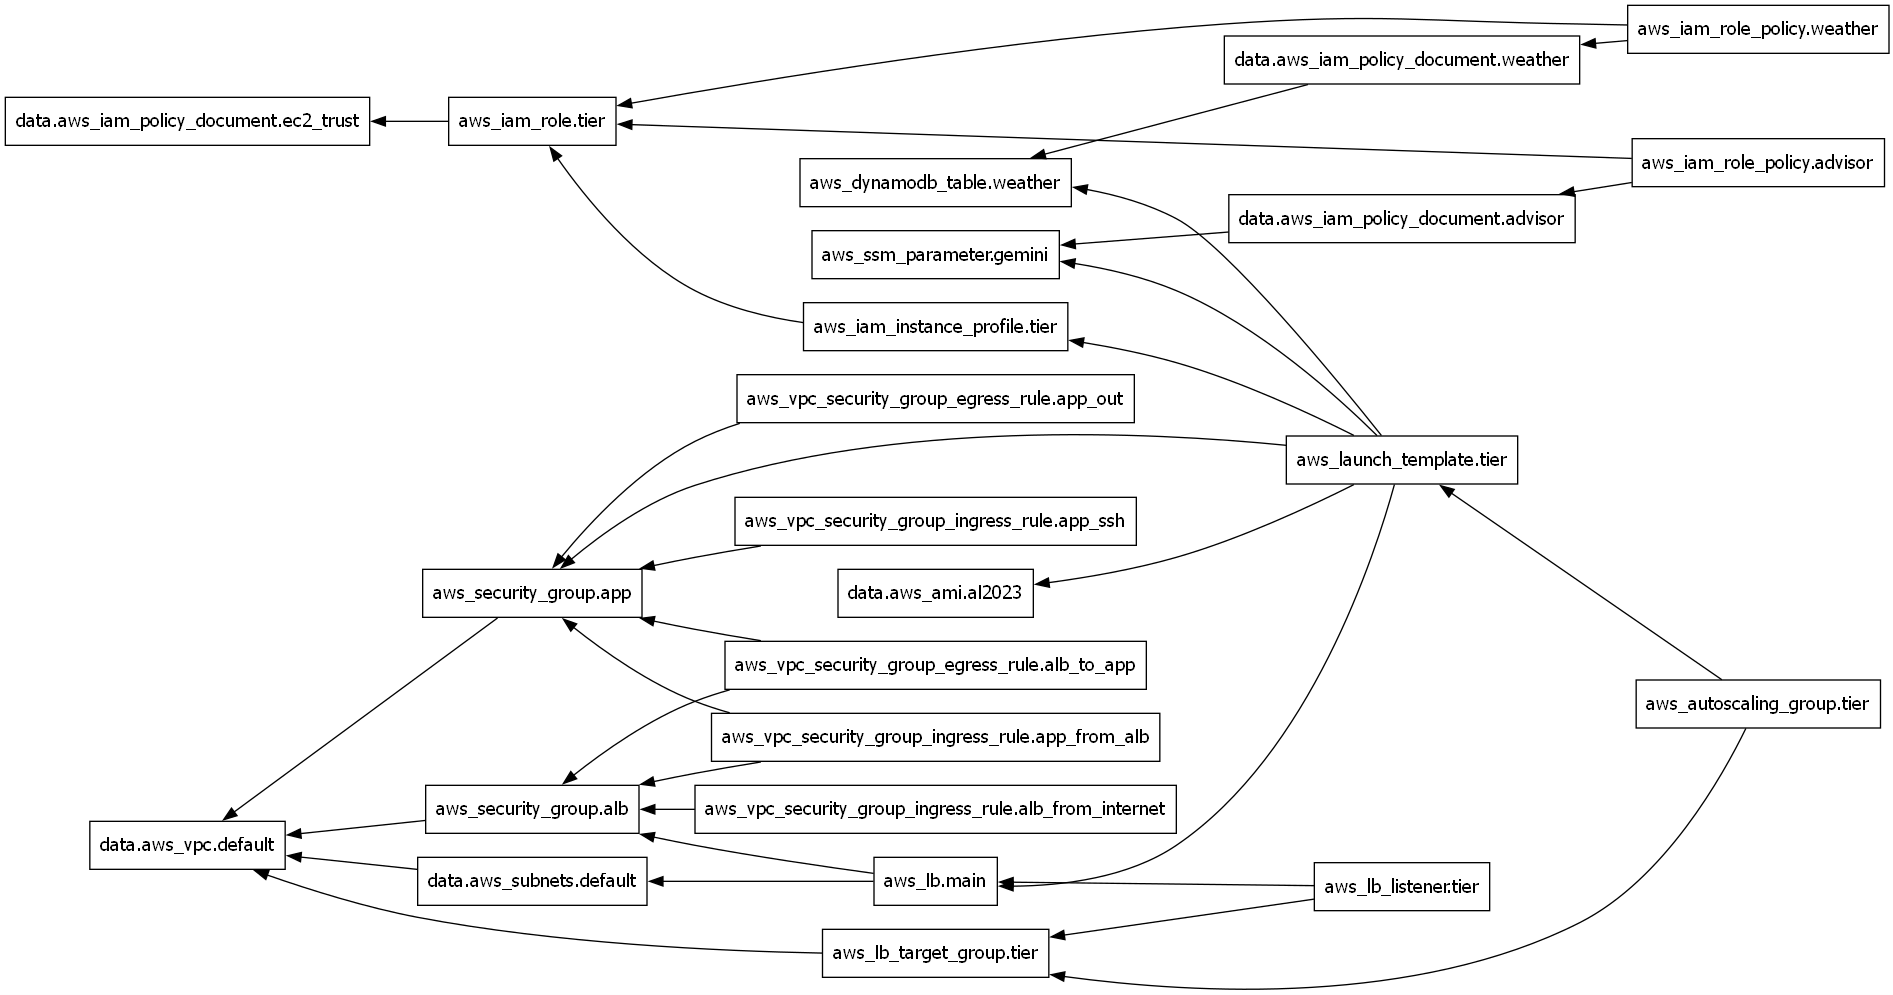 aws_iam_role_policy.weather
data.aws_iam_policy_document.weather
data.aws_iam_policy_document.ec2_trust
aws_iam_role.tier
aws_iam_role_policy.advisor
aws_dynamodb_table.weather
data.aws_iam_policy_document.advisor
aws_ssm_parameter.gemini
aws_iam_instance_profile.tier
aws_vpc_security_group_egress_rule.app_out
aws_launch_template.tier
aws_vpc_security_group_ingress_rule.app_ssh
aws_security_group.app
data.aws_ami.al2023
aws_vpc_security_group_egress_rule.alb_to_app
aws_autoscaling_group.tier
aws_vpc_security_group_ingress_rule.app_from_alb
aws_security_group.alb
aws_vpc_security_group_ingress_rule.alb_from_internet
data.aws_vpc.default
data.aws_subnets.default
aws_lb.main
aws_lb_listener.tier
aws_lb_target_group.tier